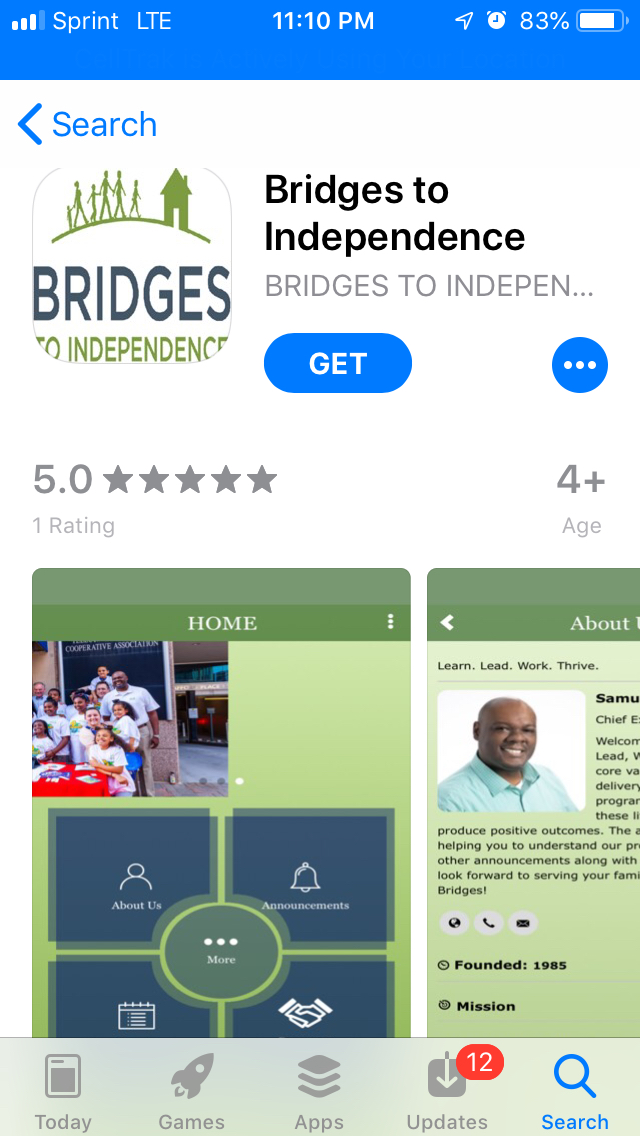 Sprint LTE 11:10 PM 83%
Search
BRIDGES
TO INDEPENDENCE
Bridges to
Independence
BRIDGES TO INDEPEN...
GET
5.0
4+
1 Rating
Age
HOME
COOPERATIVE ASSOCIATION
PLACE
About Us
Announcements
More
About U
Learn. Lead. Work. Thrive.
Samu
Chief E
Welcom
Lead, W
core va
delivery
program
these li
produce positive outcomes. The a
helping you to understand our pr
other announcements along with
look forward to serving your fami
Bridges!
Founded: 1985
Mission
12
Today
Games
Apps
Updates
Search